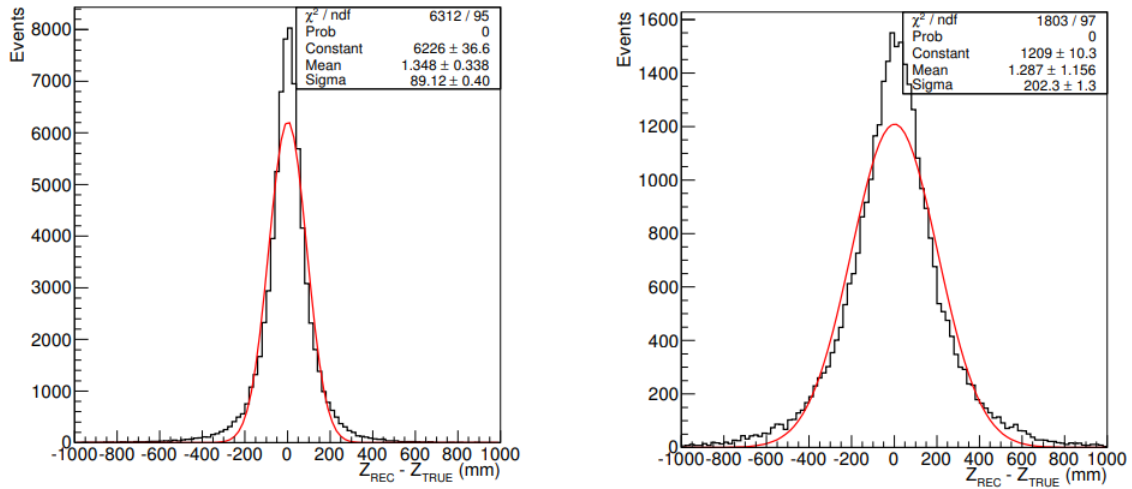 Events
χ² / ndf 6312 / 95
Prob 0
Constant 6226 ± 36.6
Mean 1.348 ± 0.338
Sigma 89.12 ± 0.40
8000
7000
6000
5000
4000
3000
2000
1000
0
-1000 -800 -600 -400 -200 0 200 400 600 800 1000
Z_REC - Z_TRUE (mm)
Events
χ² / ndf 1803 / 97
Prob 0
Constant 1209 ± 10.3
Mean 1.287 ± 1.156
Sigma 202.3 ± 1.3
1600
1400
1200
1000
800
600
400
200
0
-1000 -800 -600 -400 -200 0 200 400 600 800 1000
Z_REC - Z_TRUE (mm)